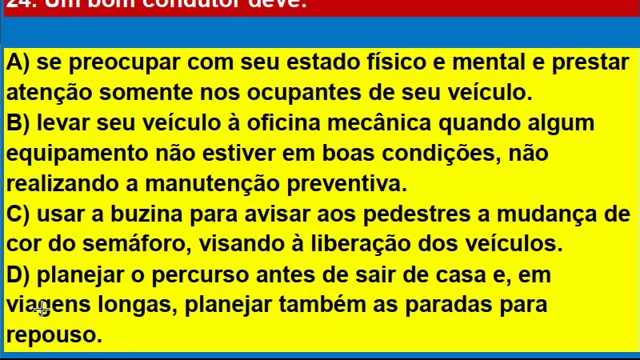 24. Um bom condutor deve:
A) se preocupar com seu estado físico e mental e prestar
atenção somente nos ocupantes de seu veículo.
B) levar seu veículo à oficina mecânica quando algum
equipamento não estiver em boas condições, não
realizando a manutenção preventiva.
C) usar a buzina para avisar aos pedestres a mudança de
cor do semáforo, visando à liberação dos veículos.
D) planejar o percurso antes de sair de casa e, em
viagens longas, planejar também as paradas para
repouso.